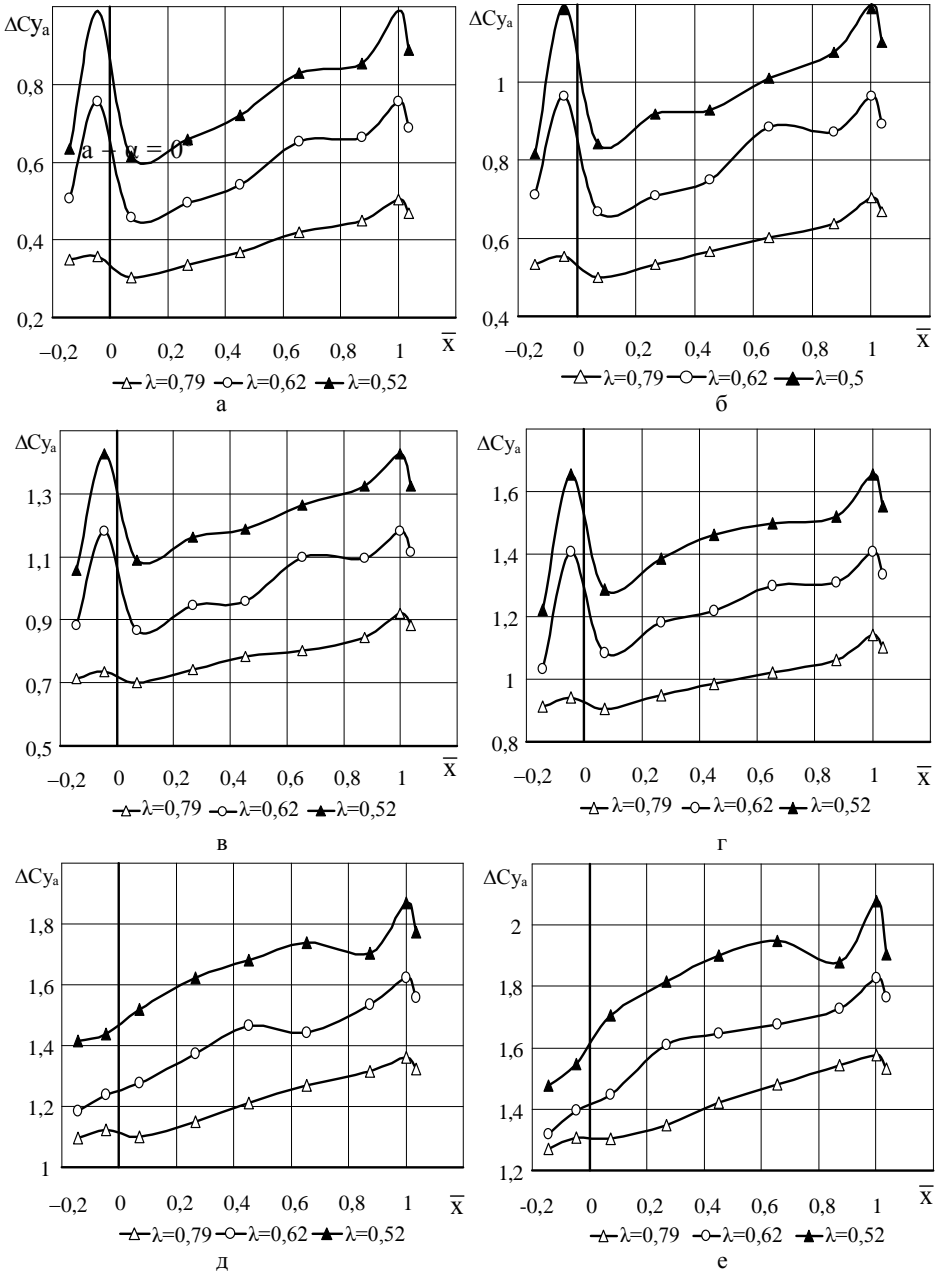 ΔCyₐ
0,8
0,6
0,4
0,2
а – α = 0
–0,2 0 0,2 0,4 0,6 0,8 1 x̅
λ=0,79 λ=0,62 λ=0,52
а
1
0,8
0,6
0,4
ΔCyₐ
–0,2 0 0,2 0,4 0,6 0,8 1 x̅
λ=0,79 λ=0,62 λ=0,5
б
ΔCyₐ
1,3
1,1
0,9
0,7
0,5
–0,2 0 0,2 0,4 0,6 0,8 1 x̅
λ=0,79 λ=0,62 λ=0,52
в
ΔCyₐ
1,6
1,4
1,2
1
0,8
–0,2 0 0,2 0,4 0,6 0,8 1 x̅
λ=0,79 λ=0,62 λ=0,52
г
ΔCyₐ
1,8
1,6
1,4
1,2
1
-0,2 0 0,2 0,4 0,6 0,8 1 x̅
λ=0,79 λ=0,62 λ=0,52
д
ΔCyₐ
2
1,8
1,6
1,4
1,2
-0,2 0 0,2 0,4 0,6 0,8 1 x̅
λ=0,79 λ=0,62 λ=0,52
е